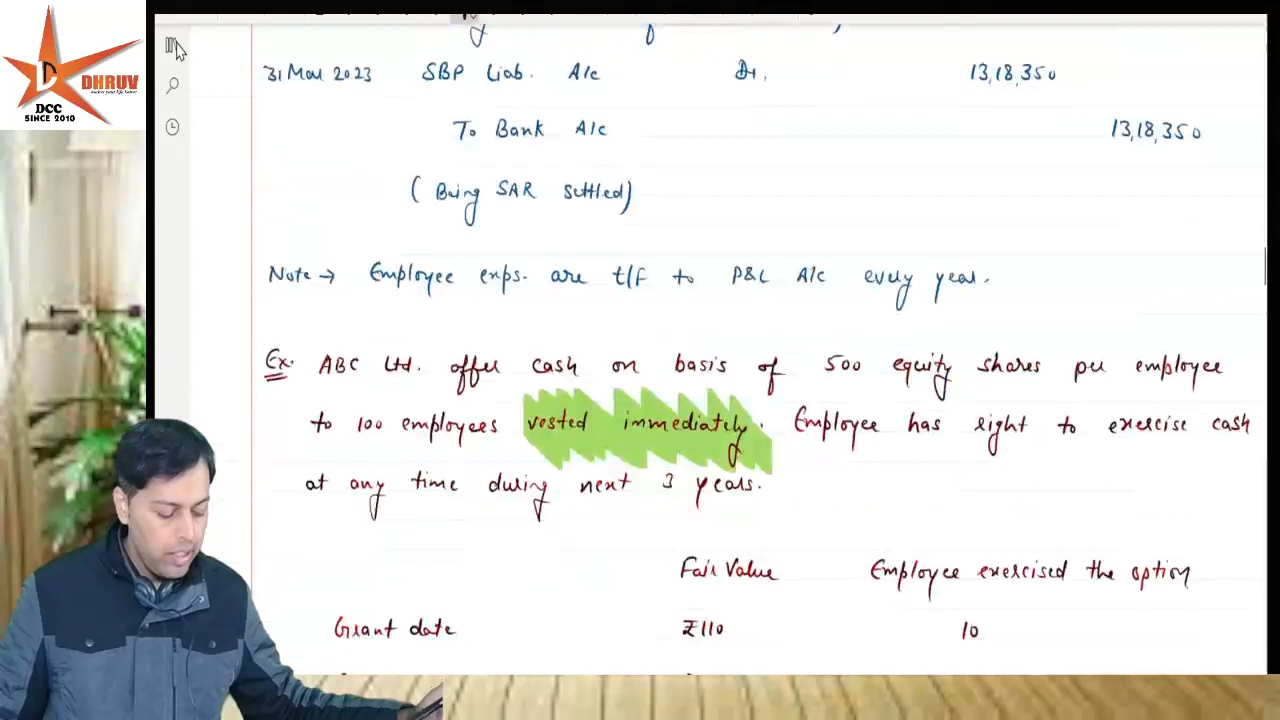 DHRUV
DCC
SINCE 2010
31 Mar 2023 SBP Liab. A/c Dr. 13,18,350
To Bank A/c 13,18,350
(Being SAR settled)
Note → Employee exps. are t/f to P&L A/c every year.
Ex. ABC Ltd. offer cash on basis of 500 equity shares per employee
to 100 employees vested immediately. Employee has right to exercise cash
at any time during next 3 years.
Fair Value Employee exercised the option
Grant date ₹110 10